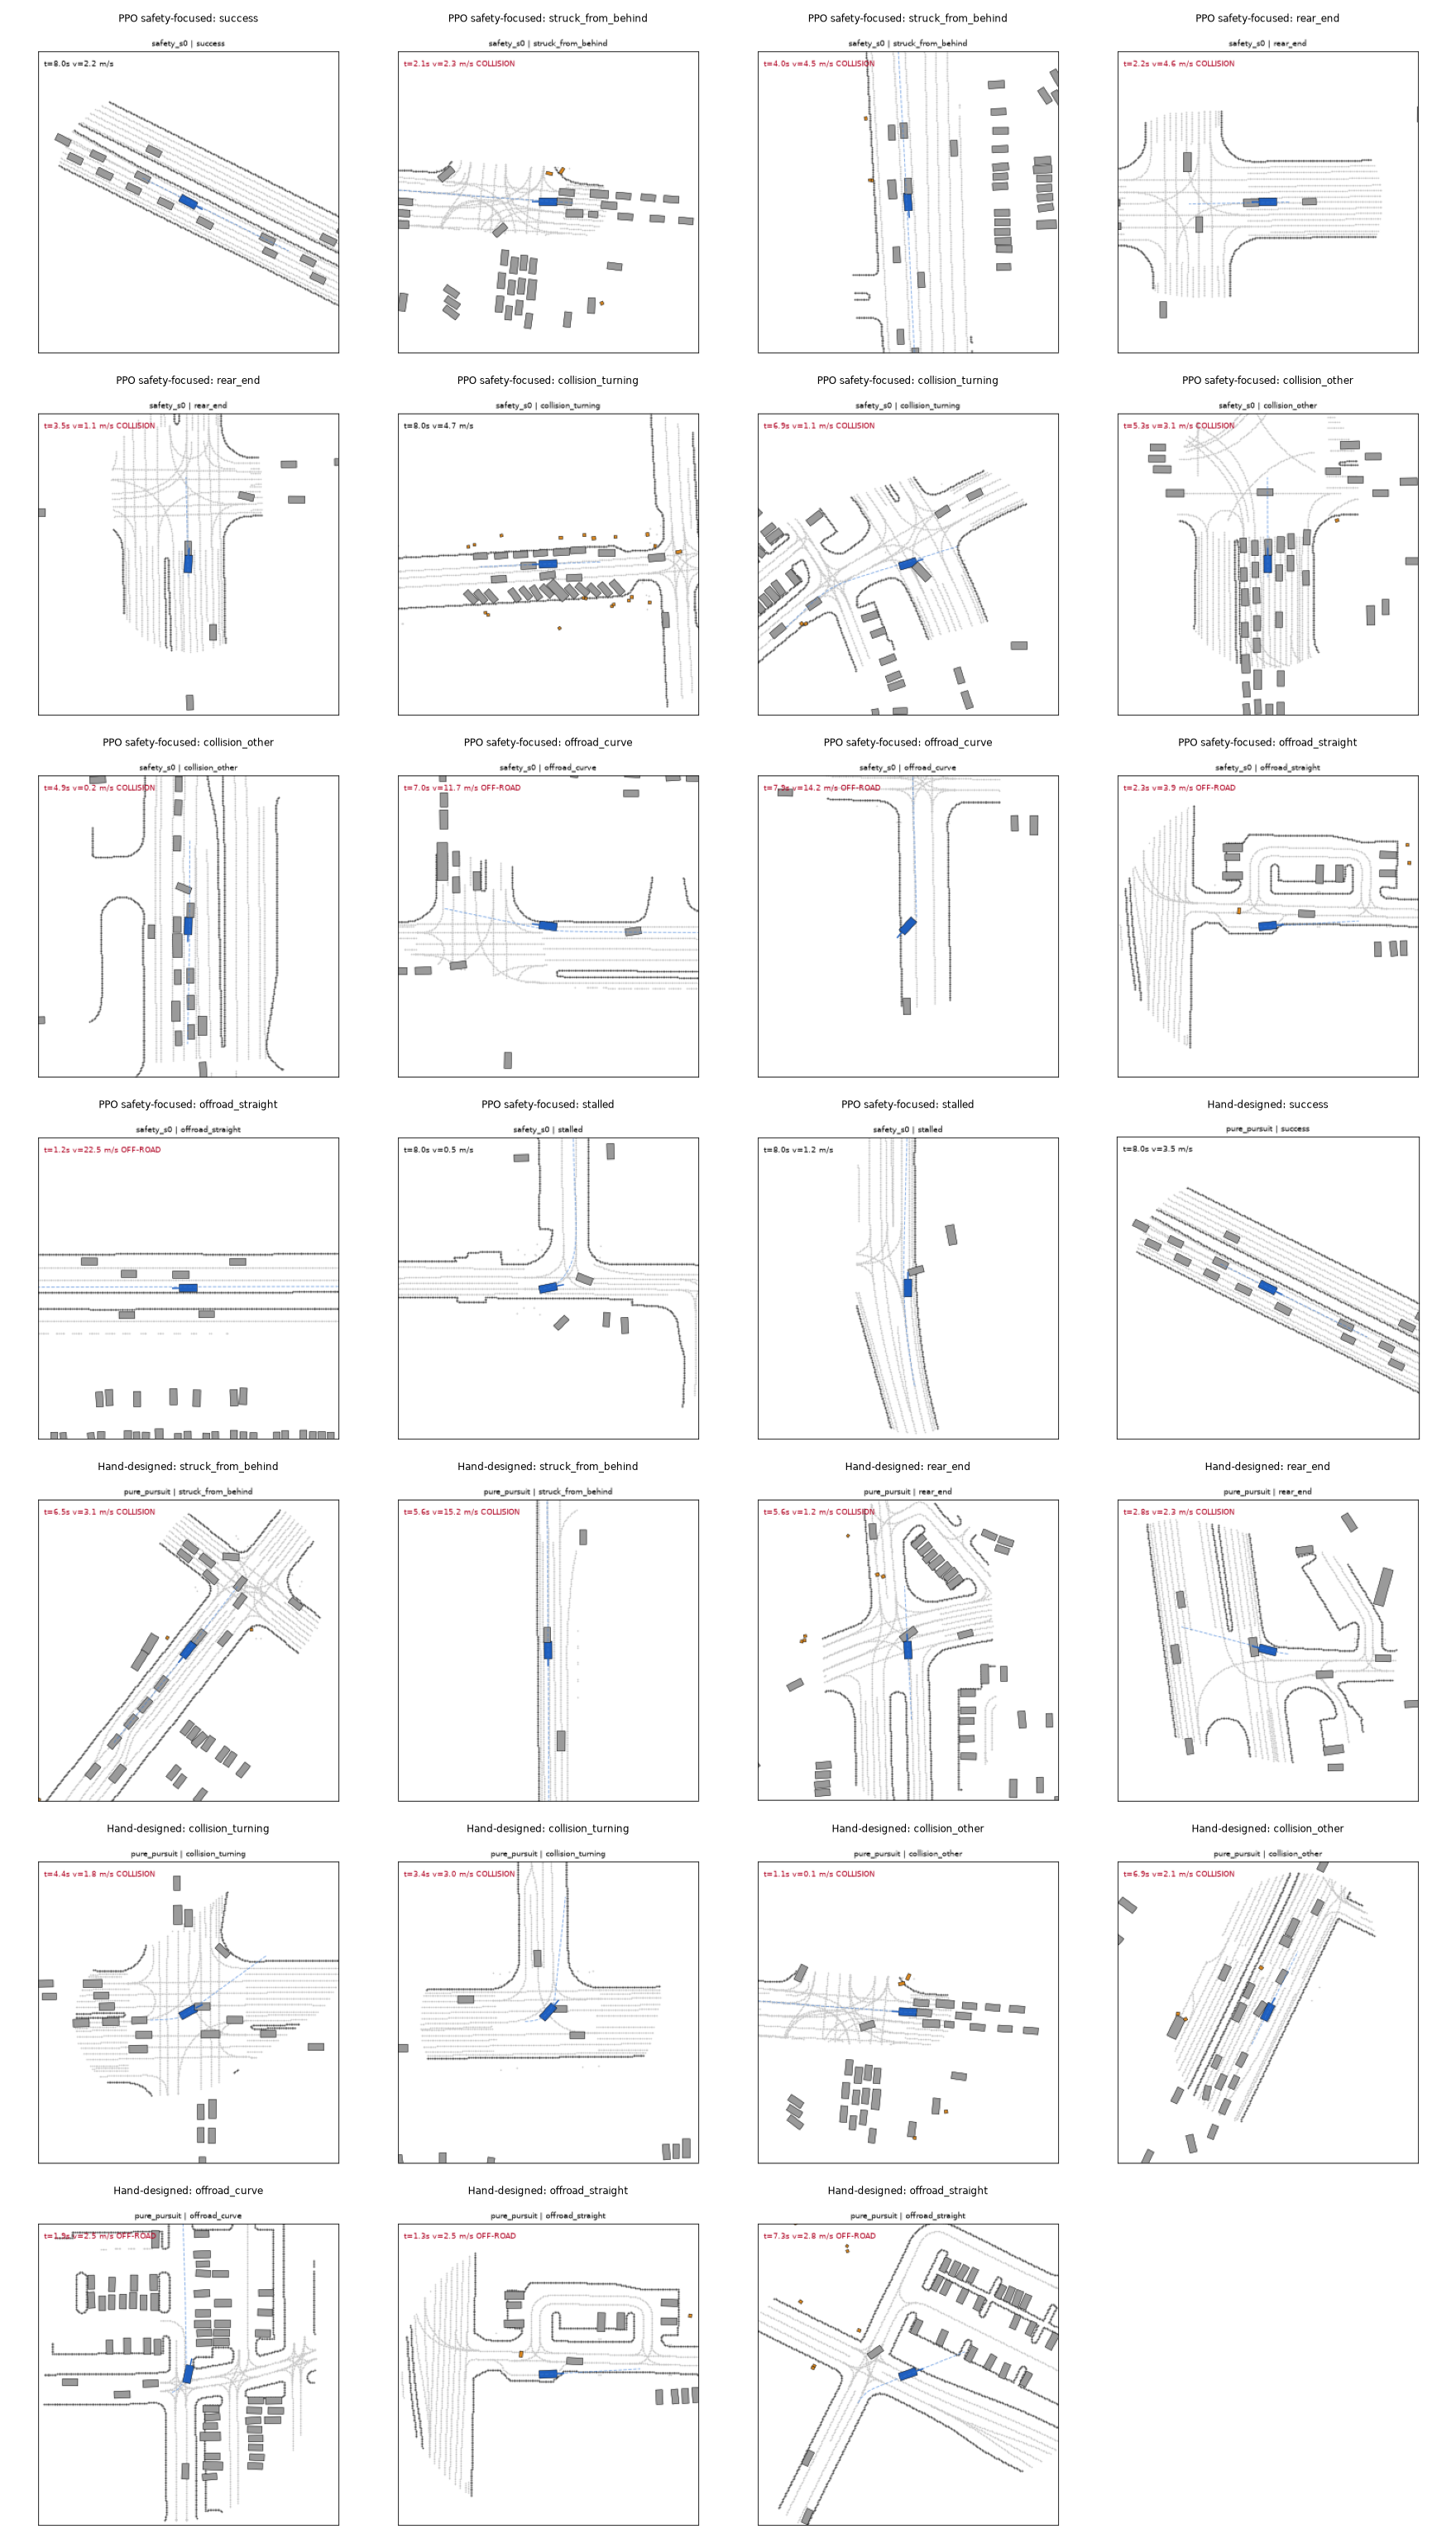 PPO safety-focused: success
PPO safety-focused: struck_from_behind
PPO safety-focused: struck_from_behind
PPO safety-focused: rear_end
safety_s0 | success
safety_s0 | struck_from_behind
safety_s0 | struck_from_behind
safety_s0 | rear_end
t=8.0s v=2.2 m/s
t=2.1s v=2.3 m/s COLLISION
t=4.0s v=4.5 m/s COLLISION
t=2.2s v=4.6 m/s COLLISION
PPO safety-focused: rear_end
PPO safety-focused: collision_turning
PPO safety-focused: collision_turning
PPO safety-focused: collision_other
safety_s0 | rear_end
safety_s0 | collision_turning
safety_s0 | collision_turning
safety_s0 | collision_other
t=3.5s v=1.1 m/s COLLISION
t=8.0s v=4.7 m/s
t=6.9s v=1.1 m/s COLLISION
t=5.3s v=3.1 m/s COLLISION
PPO safety-focused: collision_other
PPO safety-focused: offroad_curve
PPO safety-focused: offroad_curve
PPO safety-focused: offroad_straight
safety_s0 | collision_other
safety_s0 | offroad_curve
safety_s0 | offroad_curve
safety_s0 | offroad_straight
t=4.9s v=0.2 m/s COLLISION
t=7.0s v=11.7 m/s OFF-ROAD
v=14.2 m/s OFF-ROAD
t=2.3s v=3.9 m/s OFF-ROAD
PPO safety-focused: offroad_straight
PPO safety-focused: stalled
PPO safety-focused: stalled
Hand-designed: success
safety_s0 | offroad_straight
safety_s0 | stalled
safety_s0 | stalled
pure_pursuit | success
t=1.2s v=22.5 m/s OFF-ROAD
t=8.0s v=0.5 m/s
t=8.0s v=1.2 m/s
t=8.0s v=3.5 m/s
Hand-designed: struck_from_behind
Hand-designed: struck_from_behind
Hand-designed: rear_end
Hand-designed: rear_end
pure_pursuit | struck_from_behind
pure_pursuit | struck_from_behind
pure_pursuit | rear_end
pure_pursuit | rear_end
t=6.5s v=3.1 m/s COLLISION
t=5.6s v=15.2 m/s COLLISION
t=5.6s v=1.2 m/s COLLISION
t=2.8s v=2.3 m/s COLLISION
Hand-designed: collision_turning
Hand-designed: collision_turning
Hand-designed: collision_other
Hand-designed: collision_other
pure_pursuit | collision_turning
pure_pursuit | collision_turning
pure_pursuit | collision_other
pure_pursuit | collision_other
t=4.4s v=1.8 m/s COLLISION
t=3.4s v=3.0 m/s COLLISION
t=1.1s v=0.1 m/s COLLISION
t=6.9s v=2.1 m/s COLLISION
Hand-designed: offroad_curve
Hand-designed: offroad_straight
Hand-designed: offroad_straight
pure_pursuit | offroad_curve
pure_pursuit | offroad_straight
pure_pursuit | offroad_straight
v=2.5 m/s OFF-ROAD
t=1.3s v=2.5 m/s OFF-ROAD
t=7.3s v=2.8 m/s OFF-ROAD